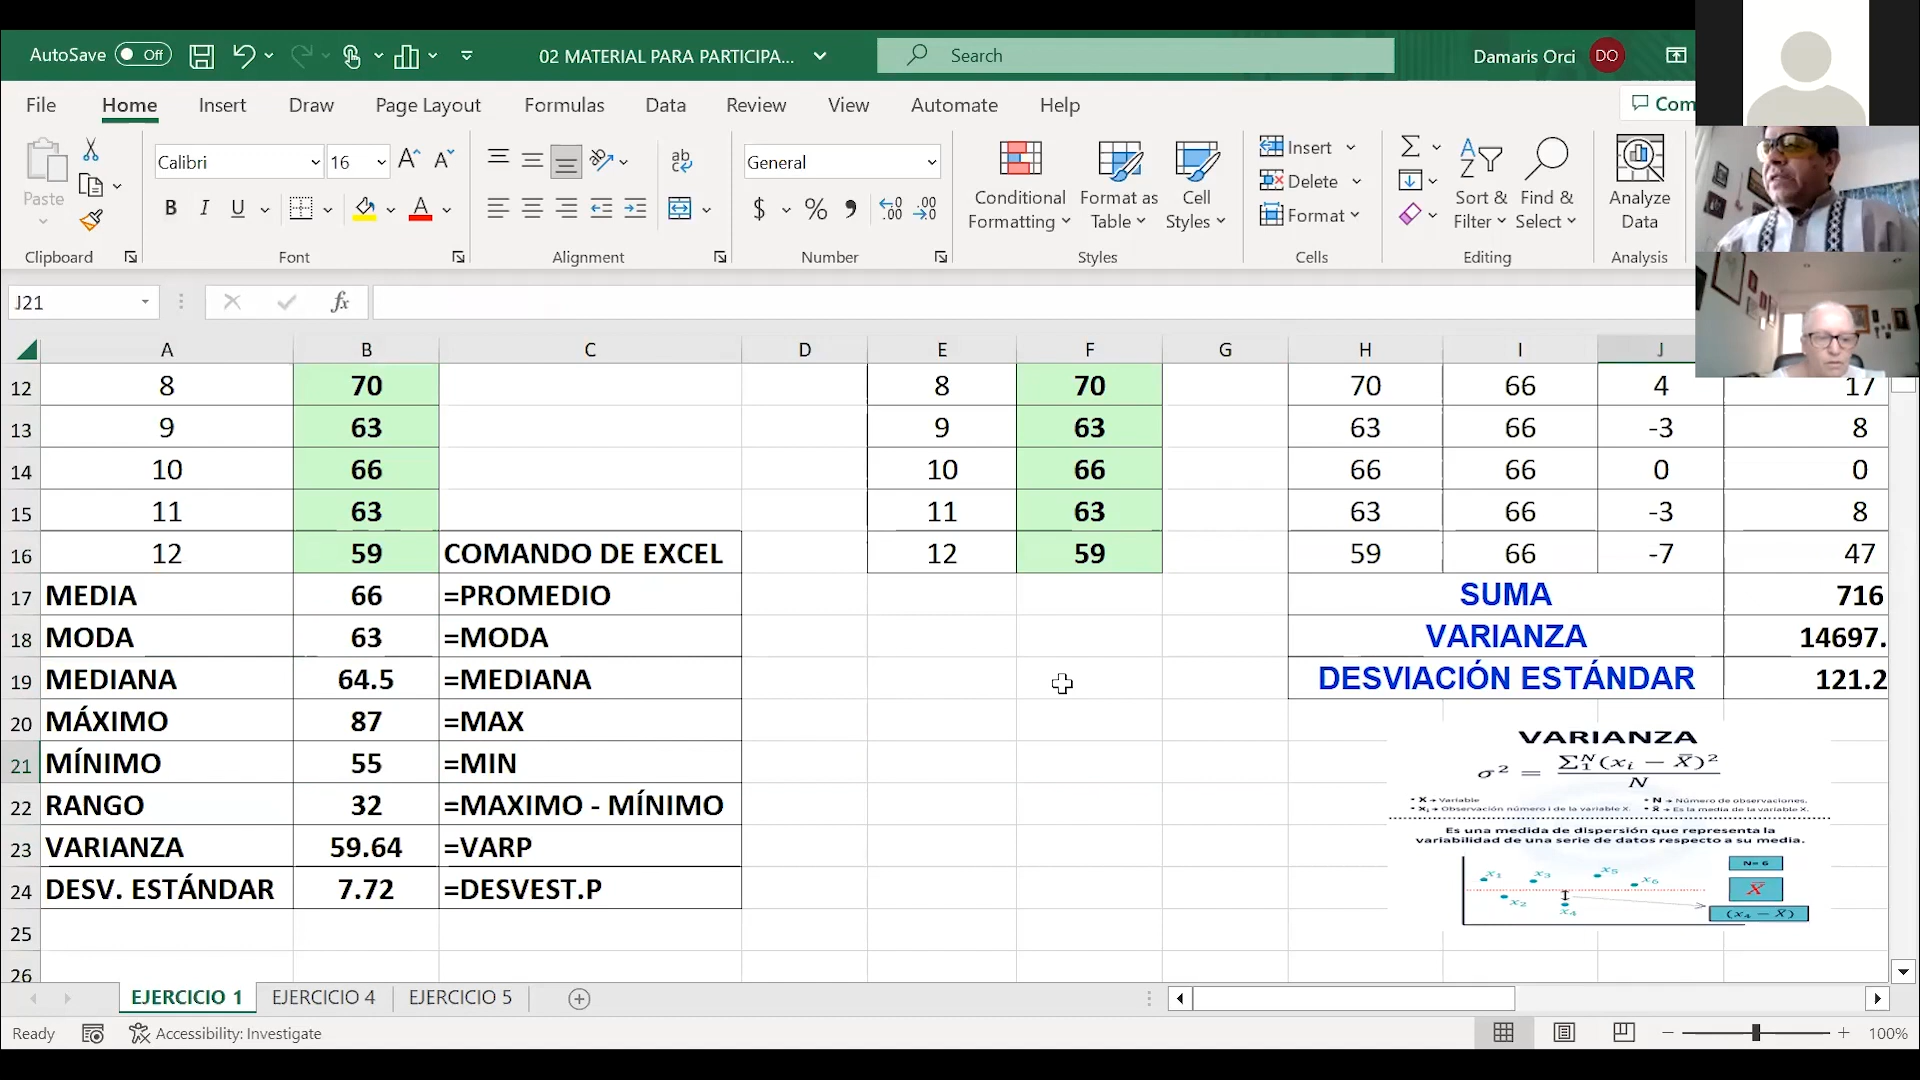 AutoSave Off 02 MATERIAL PARA PARTICIPA... Search Damaris Orci DO
File Home Insert Draw Page Layout Formulas Data Review View Automate Help Com
Calibri 16 General
Paste
B I U $ % ,
Conditional Formatting Format as Table Cell Styles
Insert
Delete
Format
Sort & Filter Find & Select Analyze Data
Clipboard Font Alignment Number Styles Cells Editing Analysis
J21 fx
A B C D E F G H I J
12 8 70 8 70 70 66 4 17
13 9 63 9 63 63 66 -3 8
14 10 66 10 66 66 66 0 0
15 11 63 11 63 63 66 -3 8
16 12 59 COMANDO DE EXCEL 12 59 59 66 -7 47
17 MEDIA 66 =PROMEDIO SUMA 716
18 MODA 63 =MODA VARIANZA 14697.
19 MEDIANA 64.5 =MEDIANA DESVIACIÓN ESTÁNDAR 121.2
20 MÁXIMO 87 =MAX
21 MÍNIMO 55 =MIN
22 RANGO 32 =MAXIMO - MÍNIMO
23 VARIANZA 59.64 =VARP
24 DESV. ESTÁNDAR 7.72 =DESVEST.P
25
26
VARIANZA
σ² = Σ₁ᴺ(xᵢ − X̄)² / N
• X → Variable • N → Número de observaciones.
• xᵢ → Observación número i de la variable X. • x̄ → Es la media de la variable X.
Es una medida de dispersión que representa la
variabilidad de una serie de datos respecto a su media.
x₁ x₂ x₃ x₄ x₅ x₆
N= 6
X̄
(x₄ − X̄)
EJERCICIO 1 EJERCICIO 4 EJERCICIO 5
Ready Accessibility: Investigate 100%